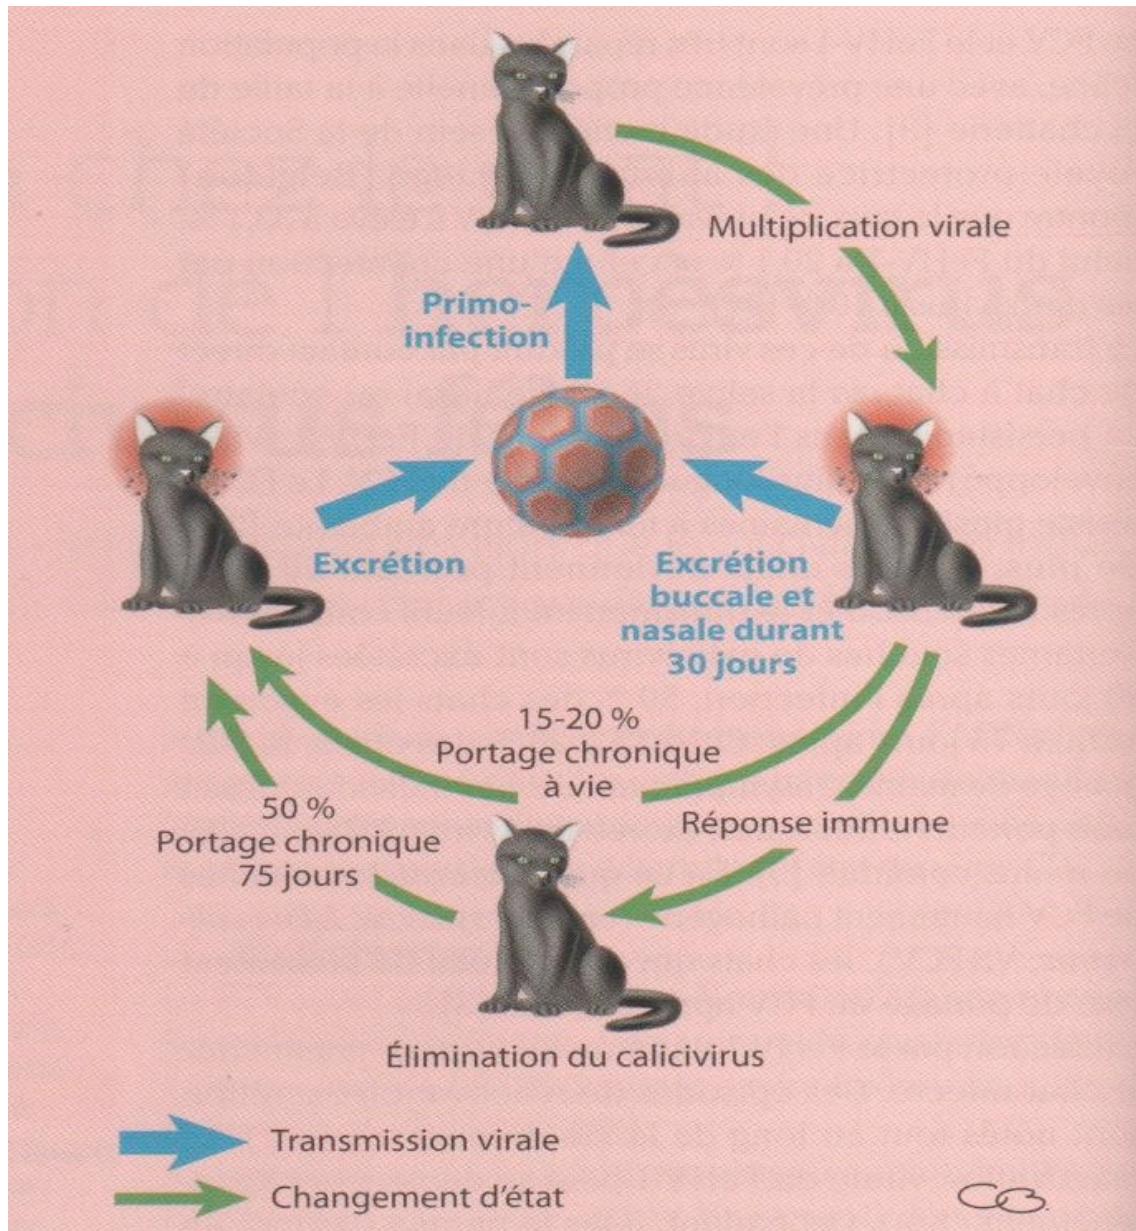 Multiplication virale
Primo-
infection
Excrétion
Excrétion
buccale et
nasale durant
30 jours
15-20 %
Portage chronique
à vie
50 %
Portage chronique
75 jours
Réponse immune
Élimination du calicivirus
Transmission virale
Changement d'état
CB.